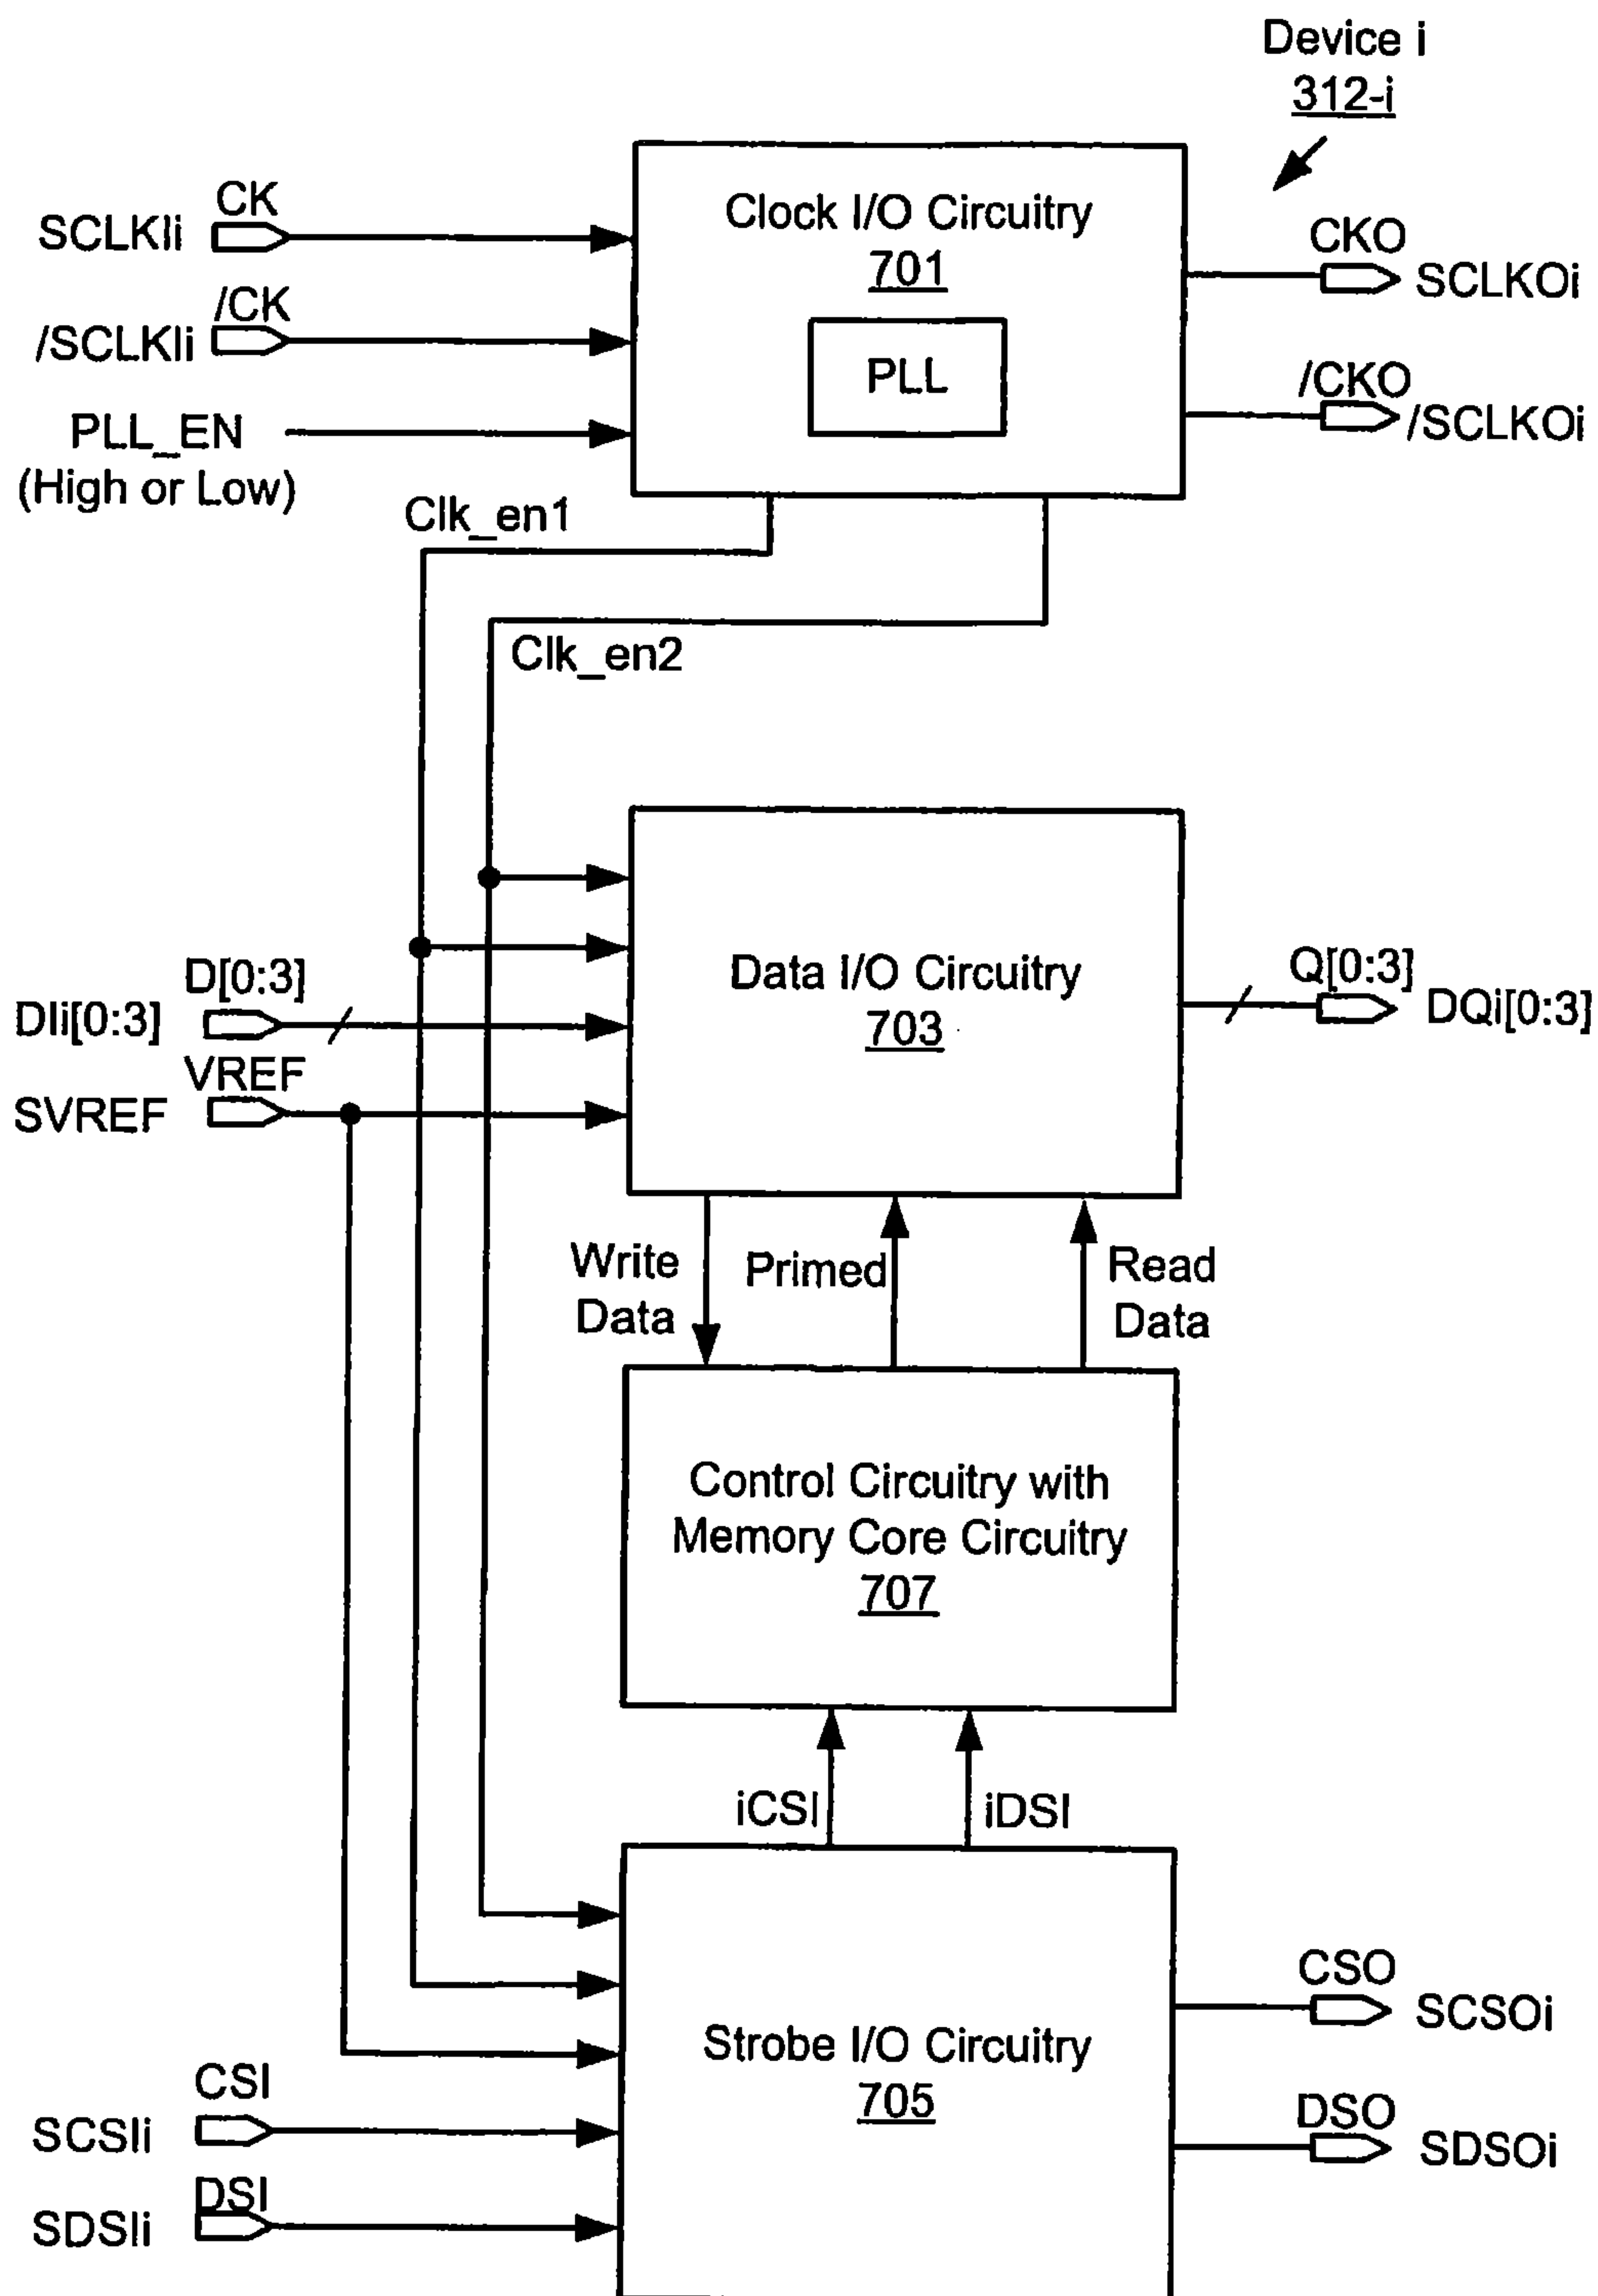 Device i
312-i
CK
SCLKIi
Clock I/O Circuitry
701
CKO
SCLKOi
/CK
/SCLKIi
PLL
/CKO
/SCLKOi
PLL_EN
(High or Low)
Clk_en1
Clk_en2
D[0:3]
DIi[0:3]
Data I/O Circuitry
703
Q[0:3]
DQi[0:3]
VREF
SVREF
Write
Data
Primed
Read
Data
Control Circuitry with
Memory Core Circuitry
707
iCSI
iDSI
CSO
SCSOi
Strobe I/O Circuitry
705
CSI
SCSIi
DSO
SDSOi
DSI
SDSIi